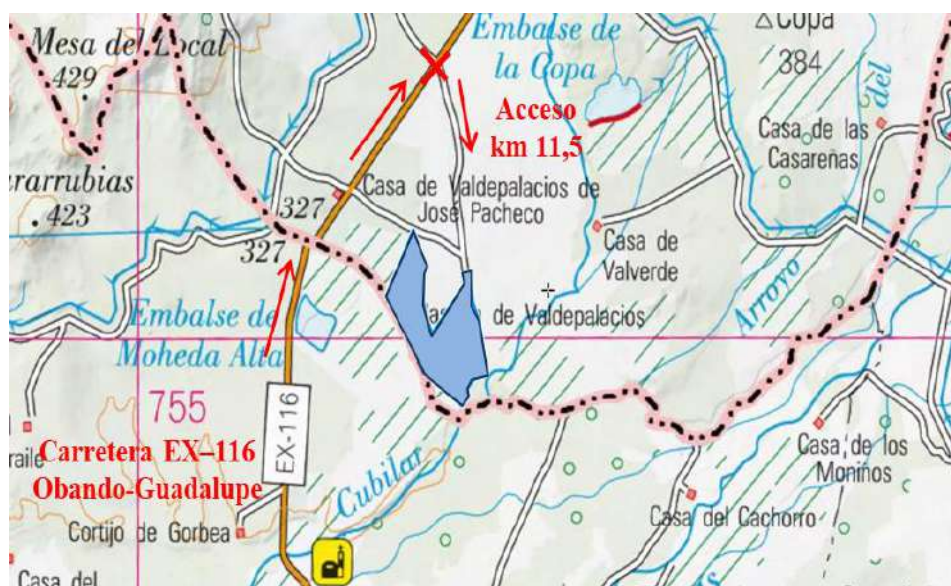 Mesa del Local
429
Embalse de
la Copa
Copa
384
del
Acceso
km 11,5
Casa de las
Casareñas
rarrubias
423
327
Casa de Valdepalacios de
José Pacheco
327
Casa de
Valverde
Embalse de
Moheda Alta
de Valdepalacios
Arroyo
755
EX-116
raile
Carretera EX–116
Obando-Guadalupe
Cubilar
Casa de los
Moniños
Cortijo de Gorbea
Casa del Cachorro
Casa del